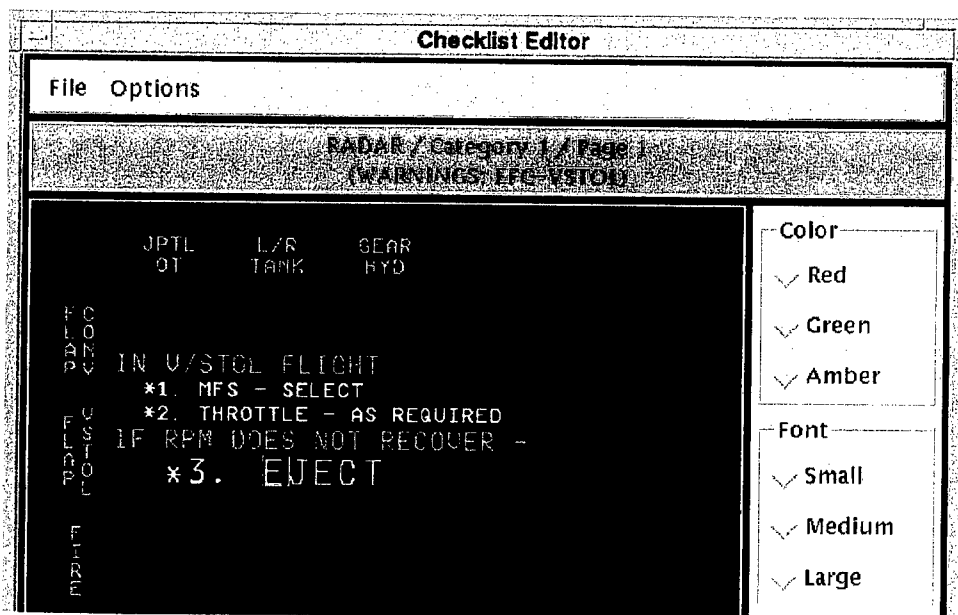 Checklist Editor
File Options
RADAR / Category 1 / Page 1
(WARNINGS: EFC-VSTOL)
JPTL L/R GEAR
OT TANK HYD
FLAP CONV
IN V/STOL FLIGHT
*1. MFS - SELECT
*2. THROTTLE - AS REQUIRED
FLAP VSTOL
IF RPM DOES NOT RECOVER -
*3. EJECT
FIRE
Color
Red
Green
Amber
Font
Small
Medium
Large